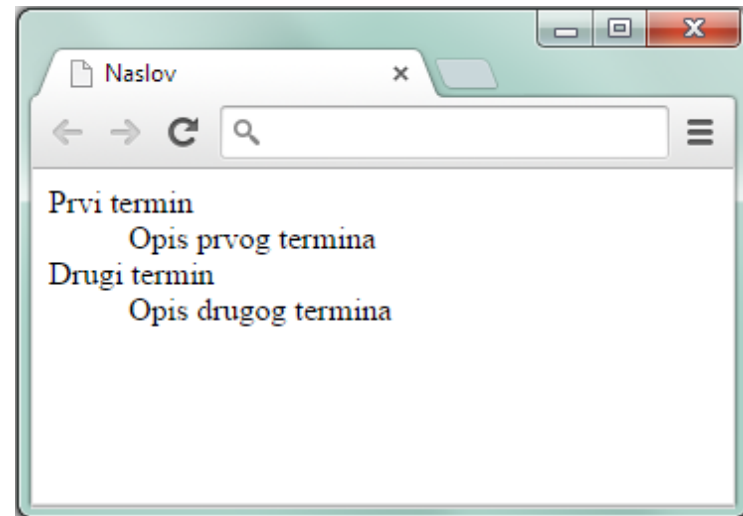 Naslov
Prvi termin
Opis prvog termina
Drugi termin
Opis drugog termina